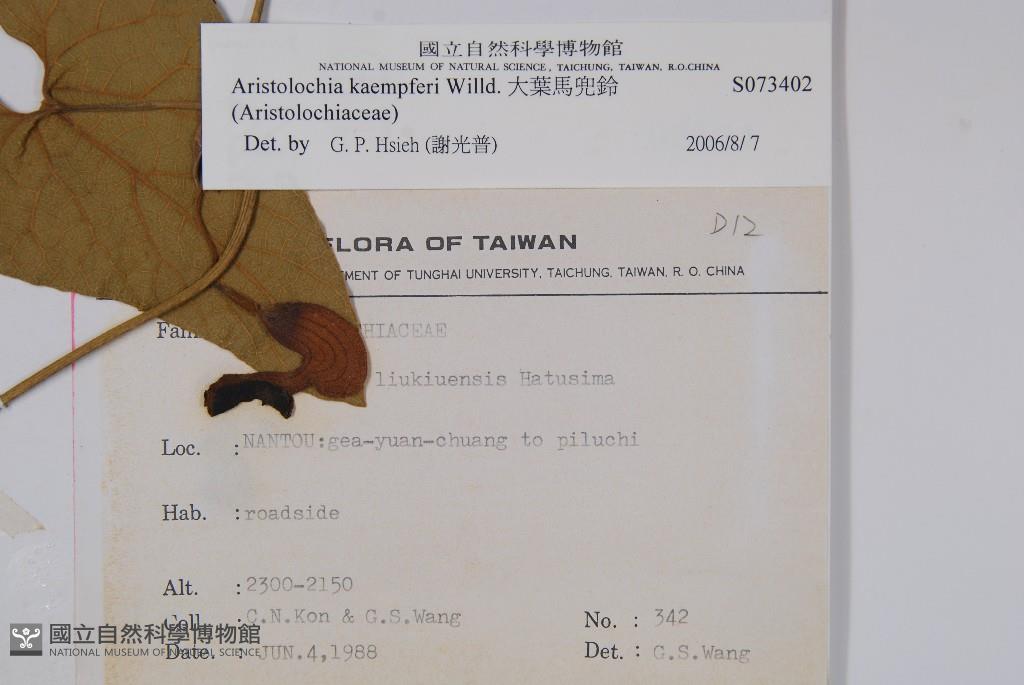 國立自然科學博物館
NATIONAL MUSEUM OF NATURAL SCIENCE, TAICHUNG, TAIWAN, R.O.CHINA
Aristolochia kaempferi Willd. 大葉馬兜鈴 S073402
(Aristolochiaceae)
Det. by G. P. Hsieh (謝光普) 2006/8/ 7
D12
FLORA OF TAIWAN
MENT OF TUNGHAI UNIVERSITY, TAICHUNG, TAIWAN, R. O. CHINA
Fam HIACEAE
liukiuensis Hatusima
Loc. :NANTOU:gea-yuan-chuang to piluchi
Hab. :roadside
Alt. :2300-2150
Coll. :C.N.Kon & G.S.Wang No. : 342
Date. :JUN.4,1988 Det. : G.S.Wang
國立自然科學博物館
NATIONAL MUSEUM OF NATURAL SCIENCE